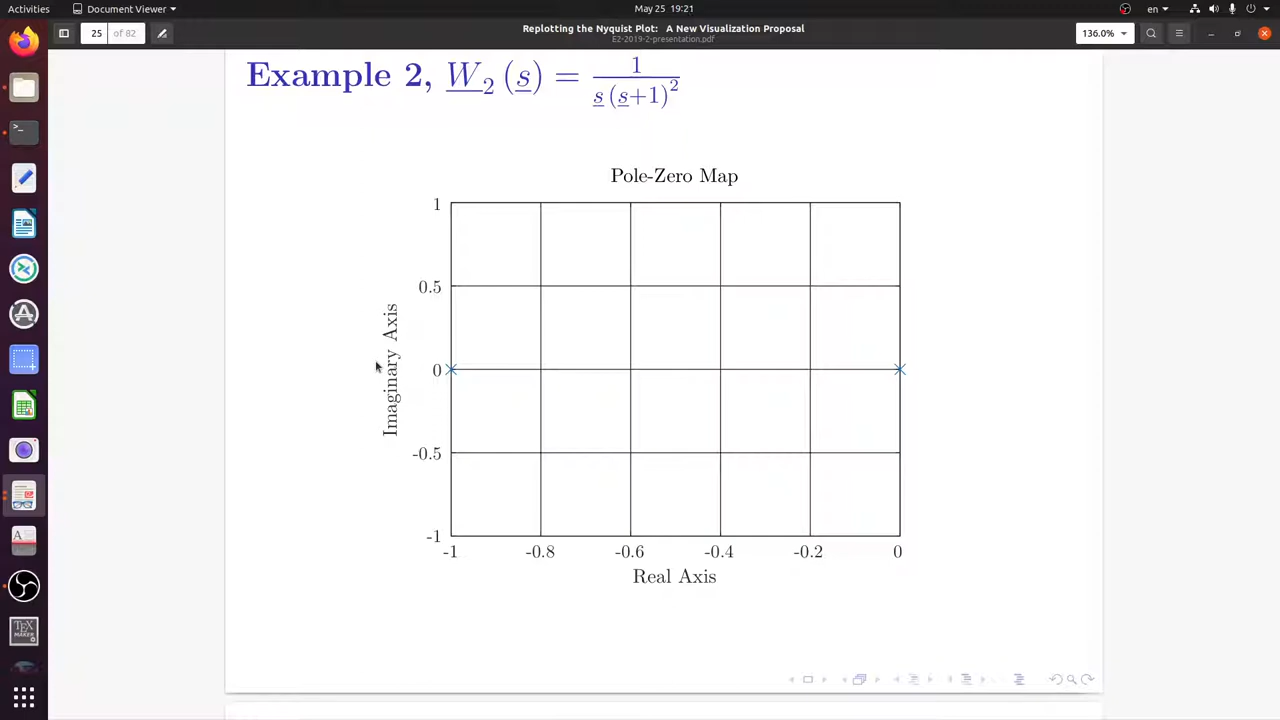 Activities Document Viewer May 25 19:21 en
25 of 82 Replotting the Nyquist Plot: A New Visualization Proposal 136.0%
E2-2019-2-presentation.pdf
Example 2, W₂(s) = 1 / s(s+1)²
Pole-Zero Map
1
0.5
0
-0.5
-1
Imaginary Axis
-1 -0.8 -0.6 -0.4 -0.2 0
Real Axis
TEX
MAKER